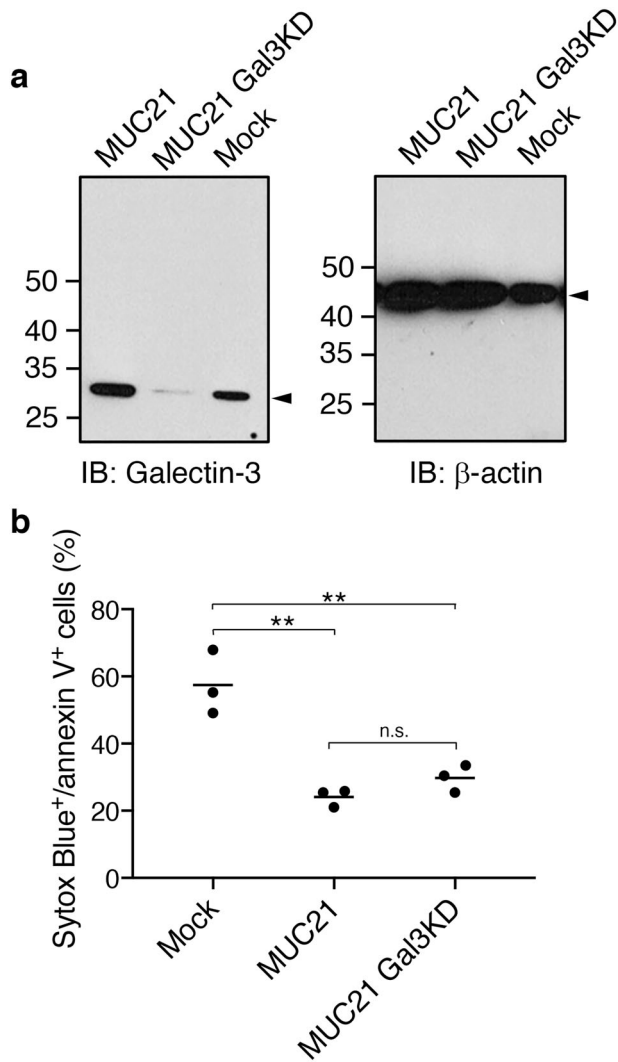 a
MUC21
MUC21 Gal3KD
Mock
50
40
35
25
IB: Galectin-3
MUC21
MUC21 Gal3KD
Mock
50
40
35
25
IB: β-actin
b
Sytox Blue⁺/annexin V⁺ cells (%)
80
60
40
20
0
**
**
n.s.
Mock
MUC21
MUC21 Gal3KD